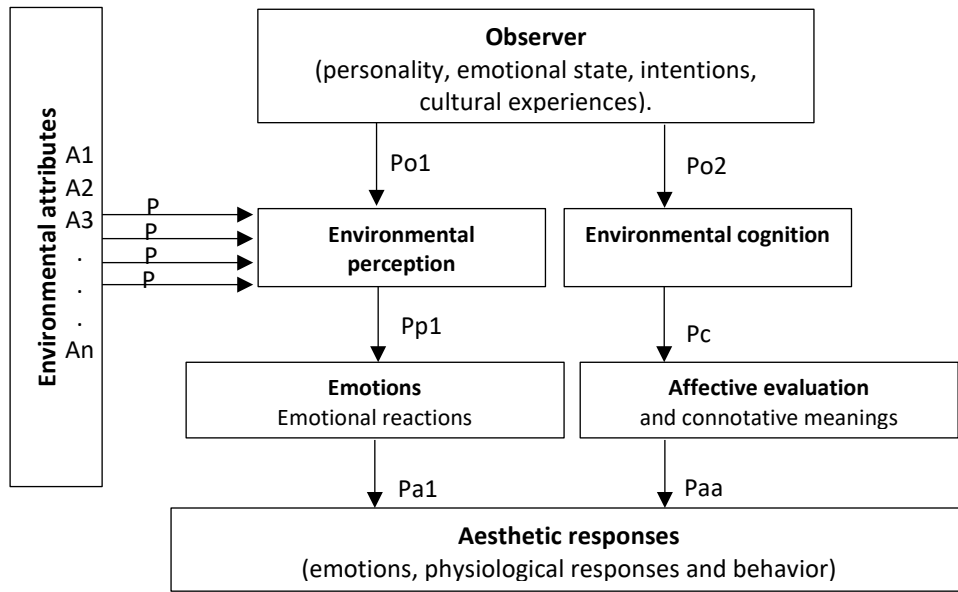 Observer
(personality, emotional state, intentions,
cultural experiences).
Environmental attributes
A1
A2
A3
.
.
.
An
Po1
Po2
P
P
P
P
Environmental
perception
Environmental cognition
Pp1
Pc
Emotions
Emotional reactions
Affective evaluation
and connotative meanings
Pa1
Paa
Aesthetic responses
(emotions, physiological responses and behavior)